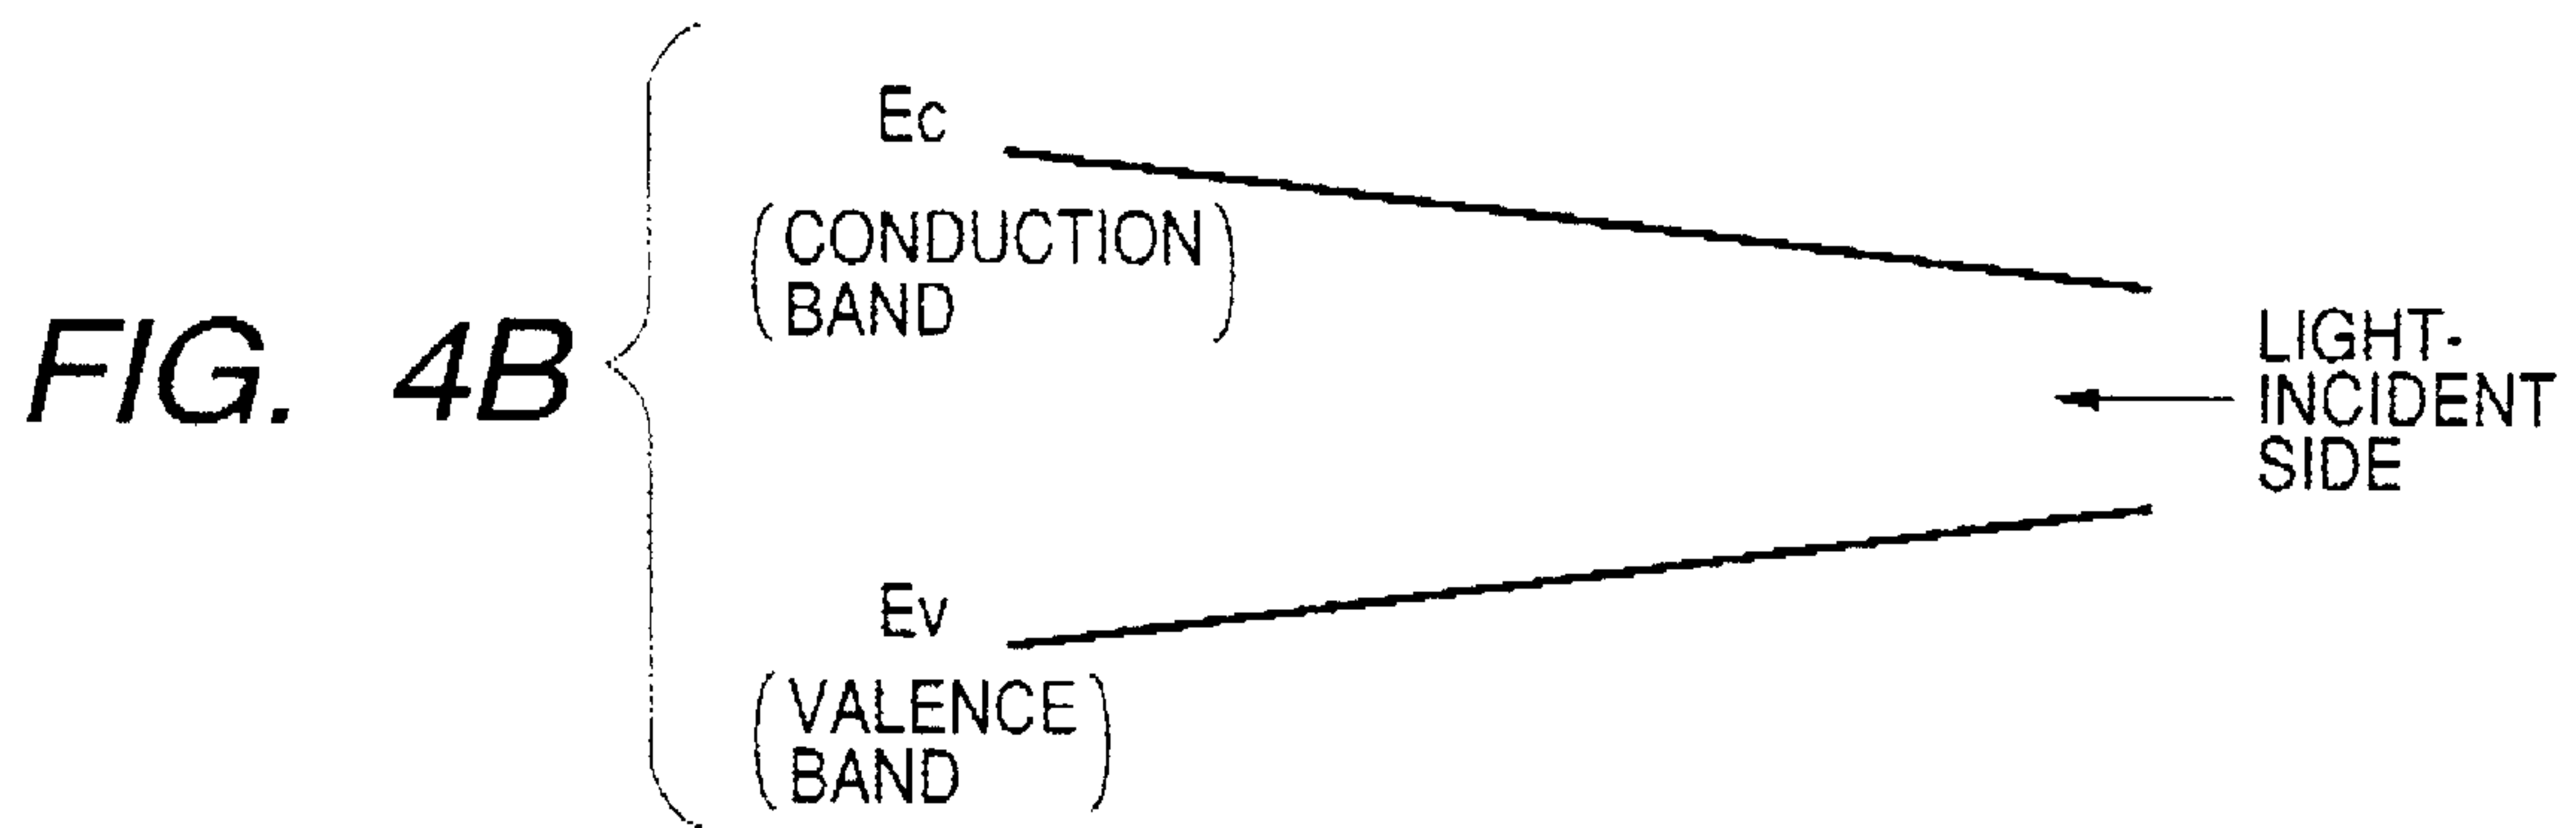 FIG. 4B
Ec
(CONDUCTION
BAND)
LIGHT-
INCIDENT
SIDE
Ev
(VALENCE
BAND)